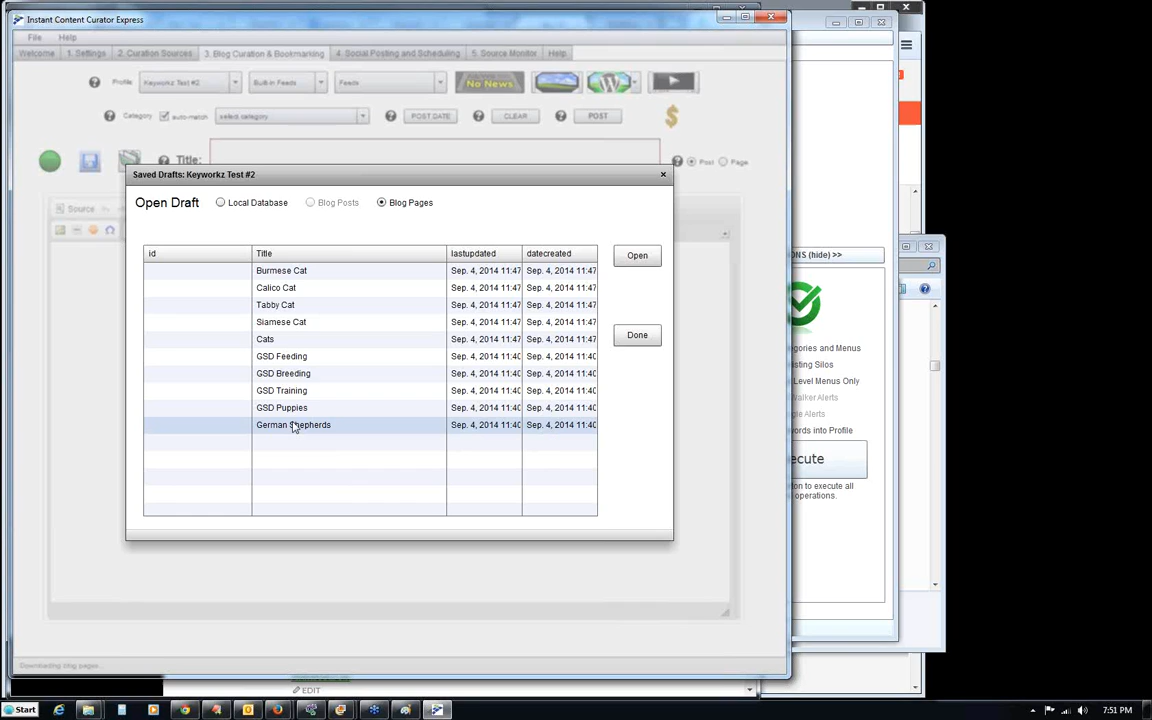 Instant Content Curator Express
File Help
Welcome 1. Settings 2. Curation Sources 3. Blog Curation & Bookmarking 4. Social Posting and Scheduling 5. Source Monitor Help
Profile Keyworkz Test #2 Built-in Feeds Feeds No News
Category auto-match select category POST DATE CLEAR POST
Title: Post Page
Saved Drafts: Keyworkz Test #2
Open Draft Local Database Blog Posts Blog Pages
Source
id Title lastupdated datecreated Open
Burmese Cat Sep. 4, 2014 11:47 Sep. 4, 2014 11:47
Calico Cat Sep. 4, 2014 11:47 Sep. 4, 2014 11:47
Tabby Cat Sep. 4, 2014 11:47 Sep. 4, 2014 11:47
Siamese Cat Sep. 4, 2014 11:47 Sep. 4, 2014 11:47
Cats Sep. 4, 2014 11:47 Sep. 4, 2014 11:47 Done
GSD Feeding Sep. 4, 2014 11:40 Sep. 4, 2014 11:40
GSD Breeding Sep. 4, 2014 11:40 Sep. 4, 2014 11:40
GSD Training Sep. 4, 2014 11:40 Sep. 4, 2014 11:40
GSD Puppies Sep. 4, 2014 11:40 Sep. 4, 2014 11:40
German Shepherds Sep. 4, 2014 11:40 Sep. 4, 2014 11:40
ONS (hide) >>
egories and Menus
isting Silos
Level Menus Only
Walker Alerts
gle Alerts
words into Profile
ecute
ion to execute all
operations.
Downloading blog pages...
EDIT
Start 7:51 PM